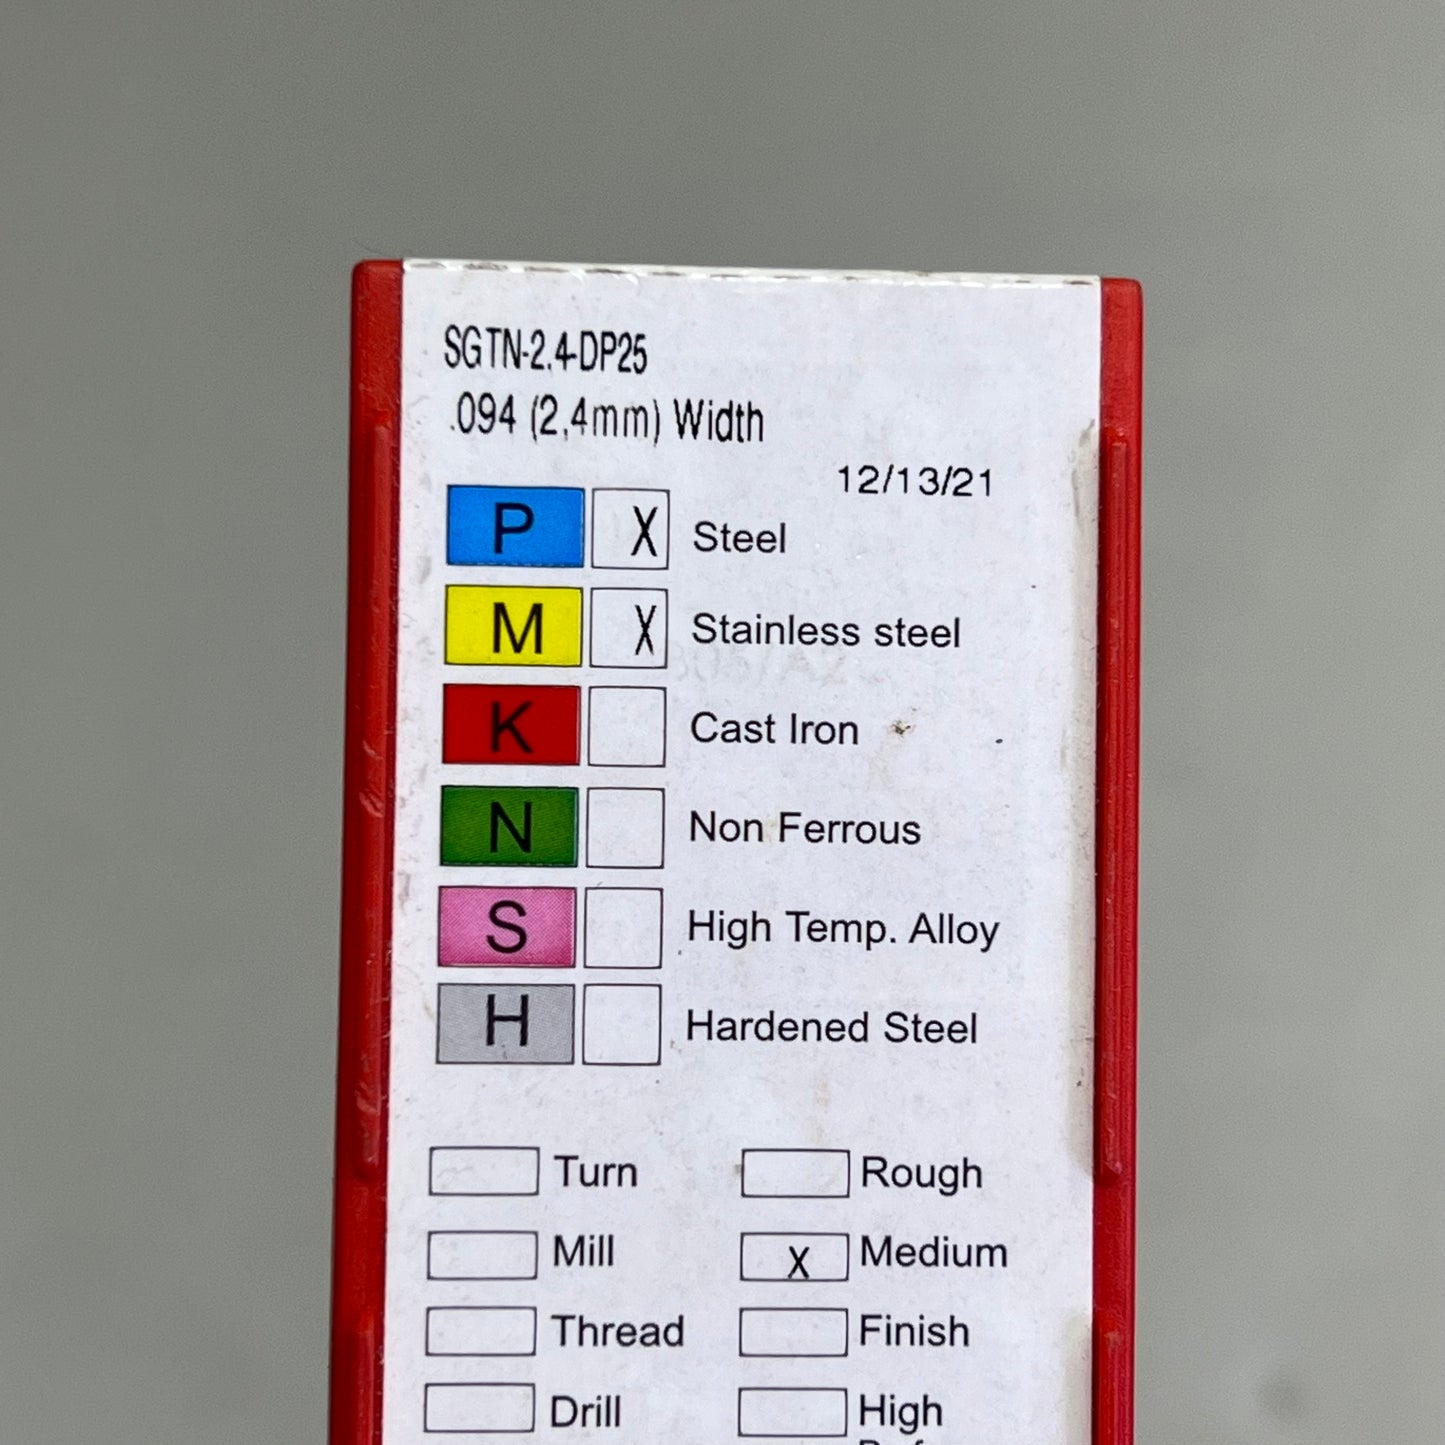 SGTN-2.4-DP25
.094 (2.4mm) Width
12/13/21
P X Steel
M X Stainless steel
K Cast Iron
N Non Ferrous
S High Temp. Alloy
H Hardened Steel
Turn Rough
Mill X Medium
Thread Finish
Drill High